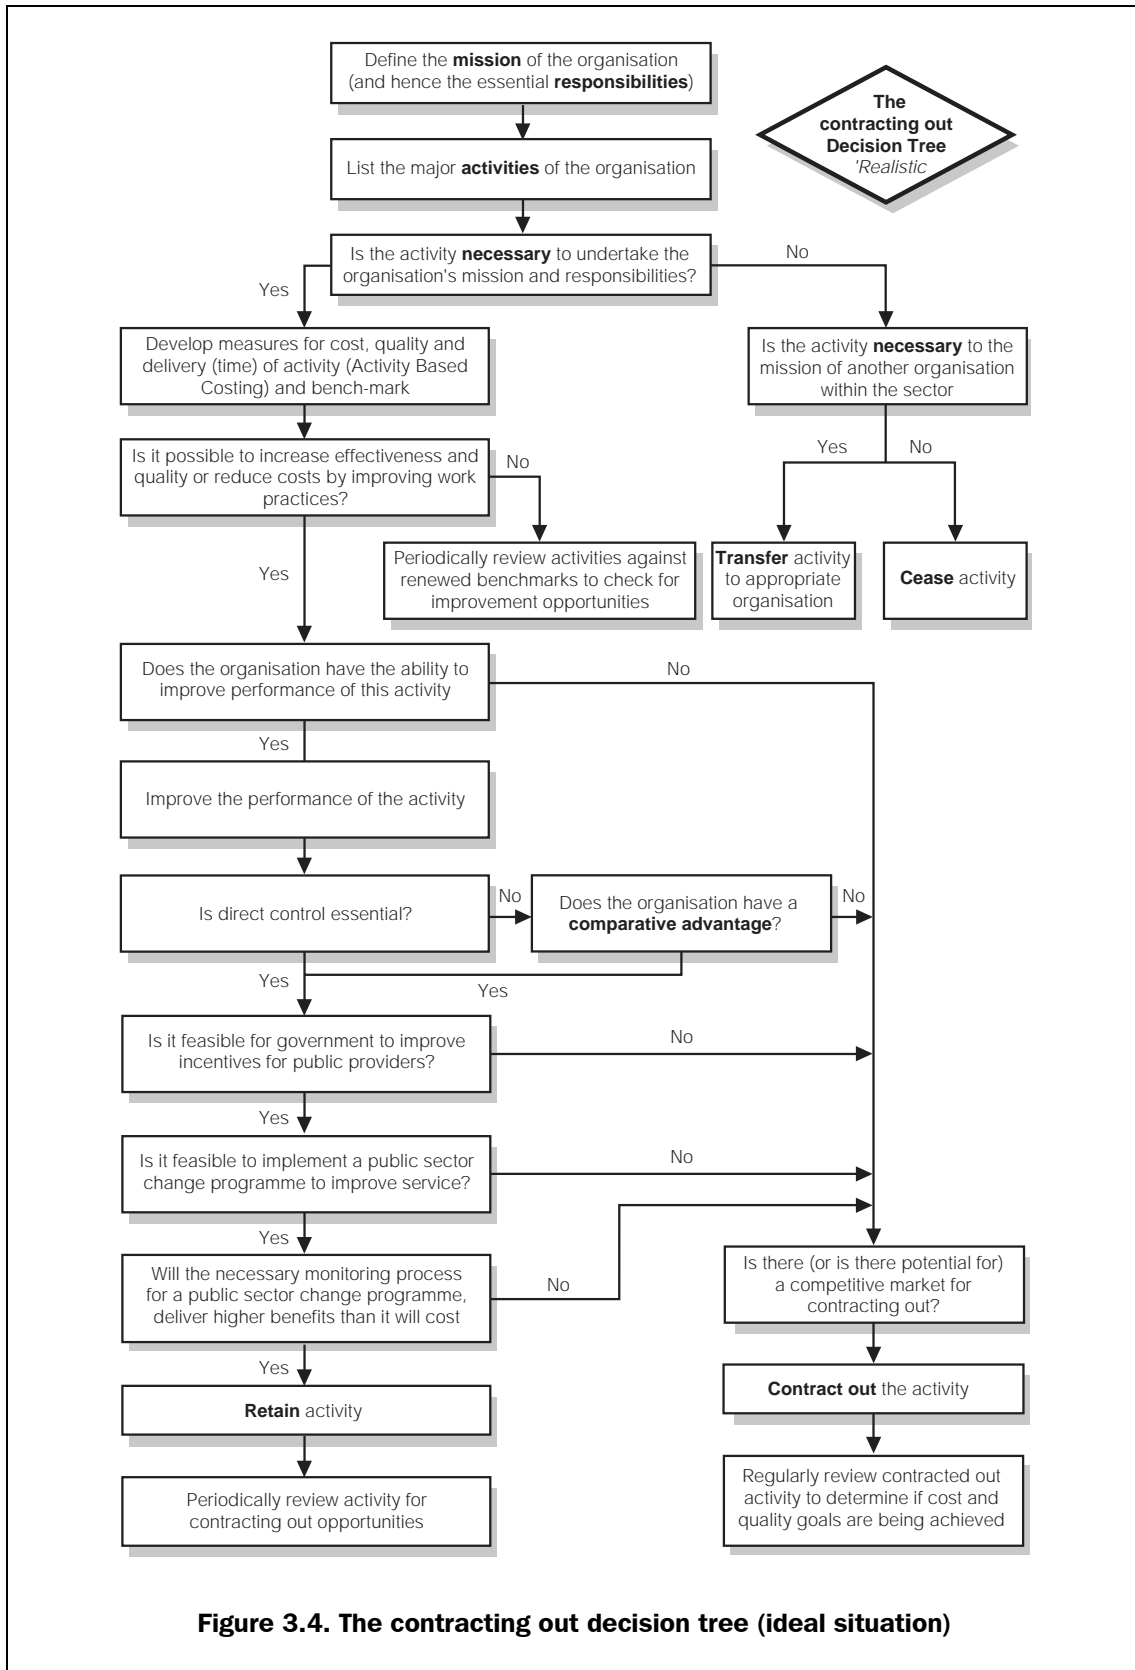 Define the mission of the organisation
(and hence the essential responsibilities)
The
contracting out
Decision Tree
'Realistic
List the major activities of the organisation
Is the activity necessary to undertake the
organisation's mission and responsibilities?
No
Yes
Develop measures for cost, quality and
delivery (time) of activity (Activity Based
Costing) and bench-mark
Is the activity necessary to the
mission of another organisation
within the sector
Is it possible to increase effectiveness and
quality or reduce costs by improving work
practices?
No
Yes
No
Yes
Periodically review activities against
renewed benchmarks to check for
improvement opportunities
Transfer activity
to appropriate
organisation
Cease activity
Does the organisation have the ability to
improve performance of this activity
No
Yes
Improve the performance of the activity
Is direct control essential?
No
Does the organisation have a
comparative advantage?
No
Yes
Yes
Is it feasible for government to improve
incentives for public providers?
No
Yes
Is it feasible to implement a public sector
change programme to improve service?
No
Yes
Will the necessary monitoring process
for a public sector change programme,
deliver higher benefits than it will cost
No
Is there (or is there potential for)
a competitive market for
contracting out?
Yes
Retain activity
Contract out the activity
Periodically review activity for
contracting out opportunities
Regularly review contracted out
activity to determine if cost and
quality goals are being achieved
Figure 3.4. The contracting out decision tree (ideal situation)